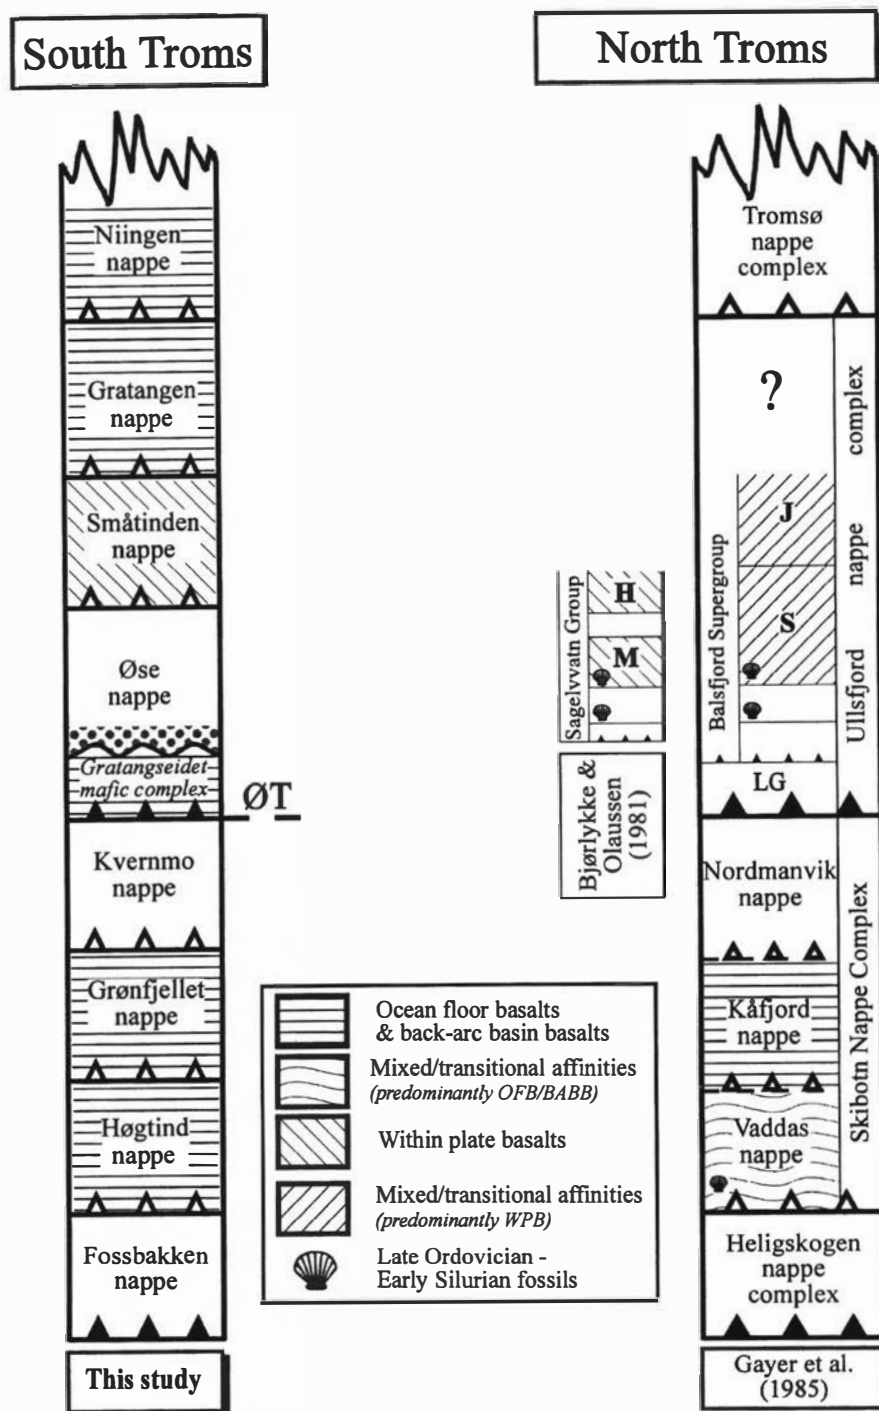 South Troms
North Troms
Niingen
nappe
Gratangen
nappe
Småtinden
nappe
Øse
nappe
Gratangseidet
mafic complex
ØT
Kvernmo
nappe
Grønfjellet
nappe
Høgtind
nappe
Fossbakken
nappe
This study
Sagelvvatn Group
H
M
Bjørlykke &
Olaussen
(1981)
Ocean floor basalts
& back-arc basin basalts
Mixed/transitional affinities
(predominantly OFB/BABB)
Within plate basalts
Mixed/transitional affinities
(predominantly WPB)
Late Ordovician -
Early Silurian fossils
Tromsø
nappe
complex
?
Balsfjord Supergroup
J
S
LG
Ullsfjord nappe complex
Nordmanvik
nappe
Kåfjord
nappe
Vaddas
nappe
Skibotn Nappe Complex
Heligskogen
nappe
complex
Gayer et al.
(1985)